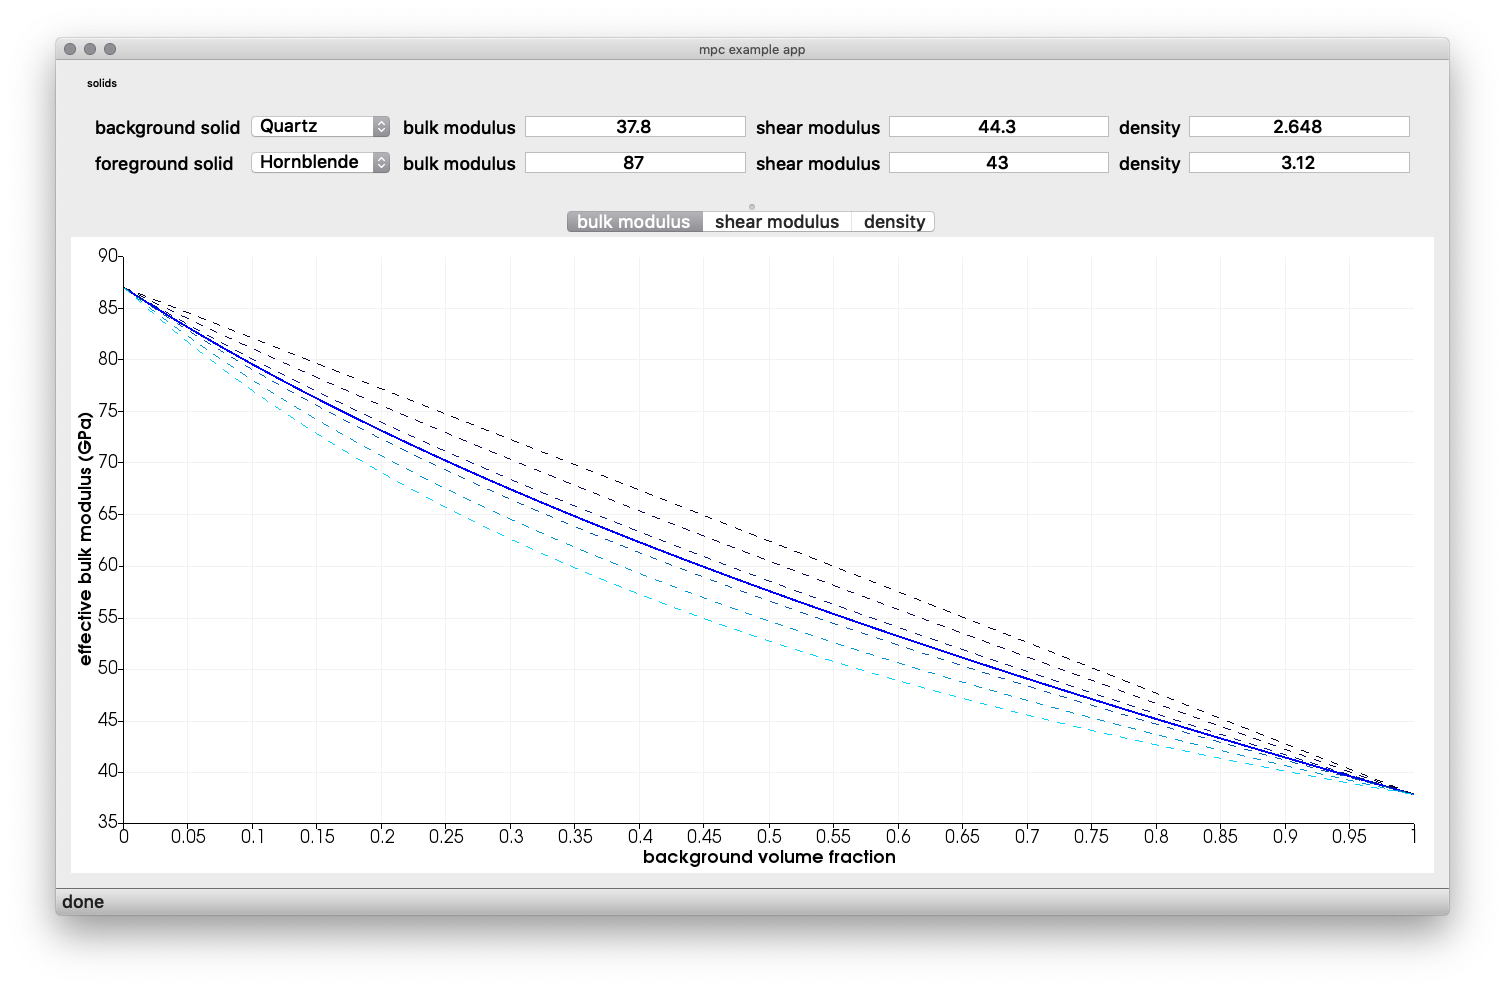 mpc example app
solids
background solid Quartz bulk modulus 37.8 shear modulus 44.3 density 2.648
foreground solid Hornblende bulk modulus 87 shear modulus 43 density 3.12
bulk modulus shear modulus density
90
85
80
75
70
65
60
55
50
45
40
35
effective bulk modulus (GPa)
0 0.05 0.1 0.15 0.2 0.25 0.3 0.35 0.4 0.45 0.5 0.55 0.6 0.65 0.7 0.75 0.8 0.85 0.9 0.95 1
background volume fraction
done